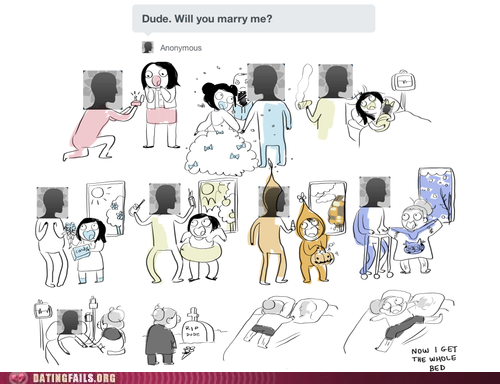 Dude. Will you marry me?
Anonymous
RIP
DUDE
NOW I GET
THE WHOLE
BED
DATINGFAILS.ORG